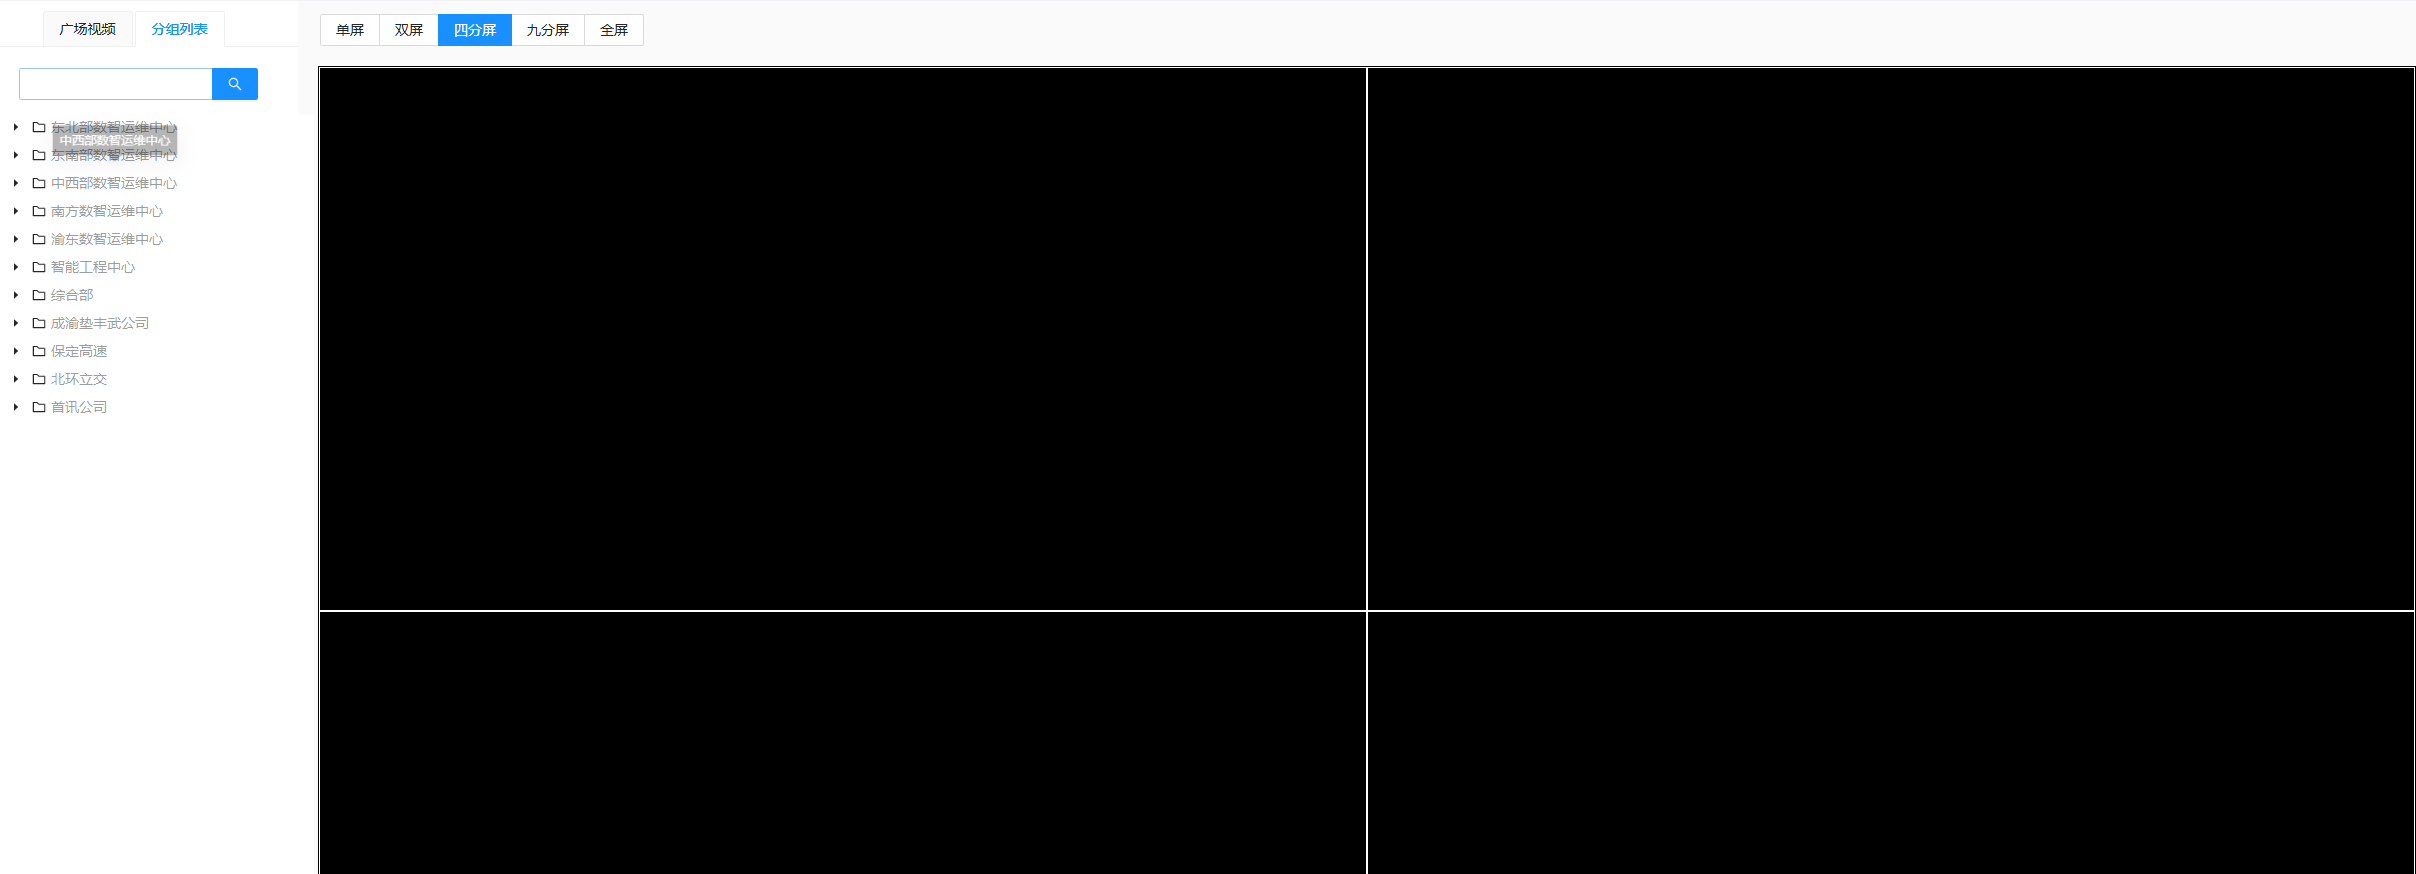 广场视频
分组列表
单屏
双屏
四分屏
九分屏
全屏
东北部数智运维中心
中西部数智运维中心
东南部数智运维中心
中西部数智运维中心
南方数智运维中心
渝东数智运维中心
智能工程中心
综合部
成渝垫丰武公司
保定高速
北环立交
首讯公司